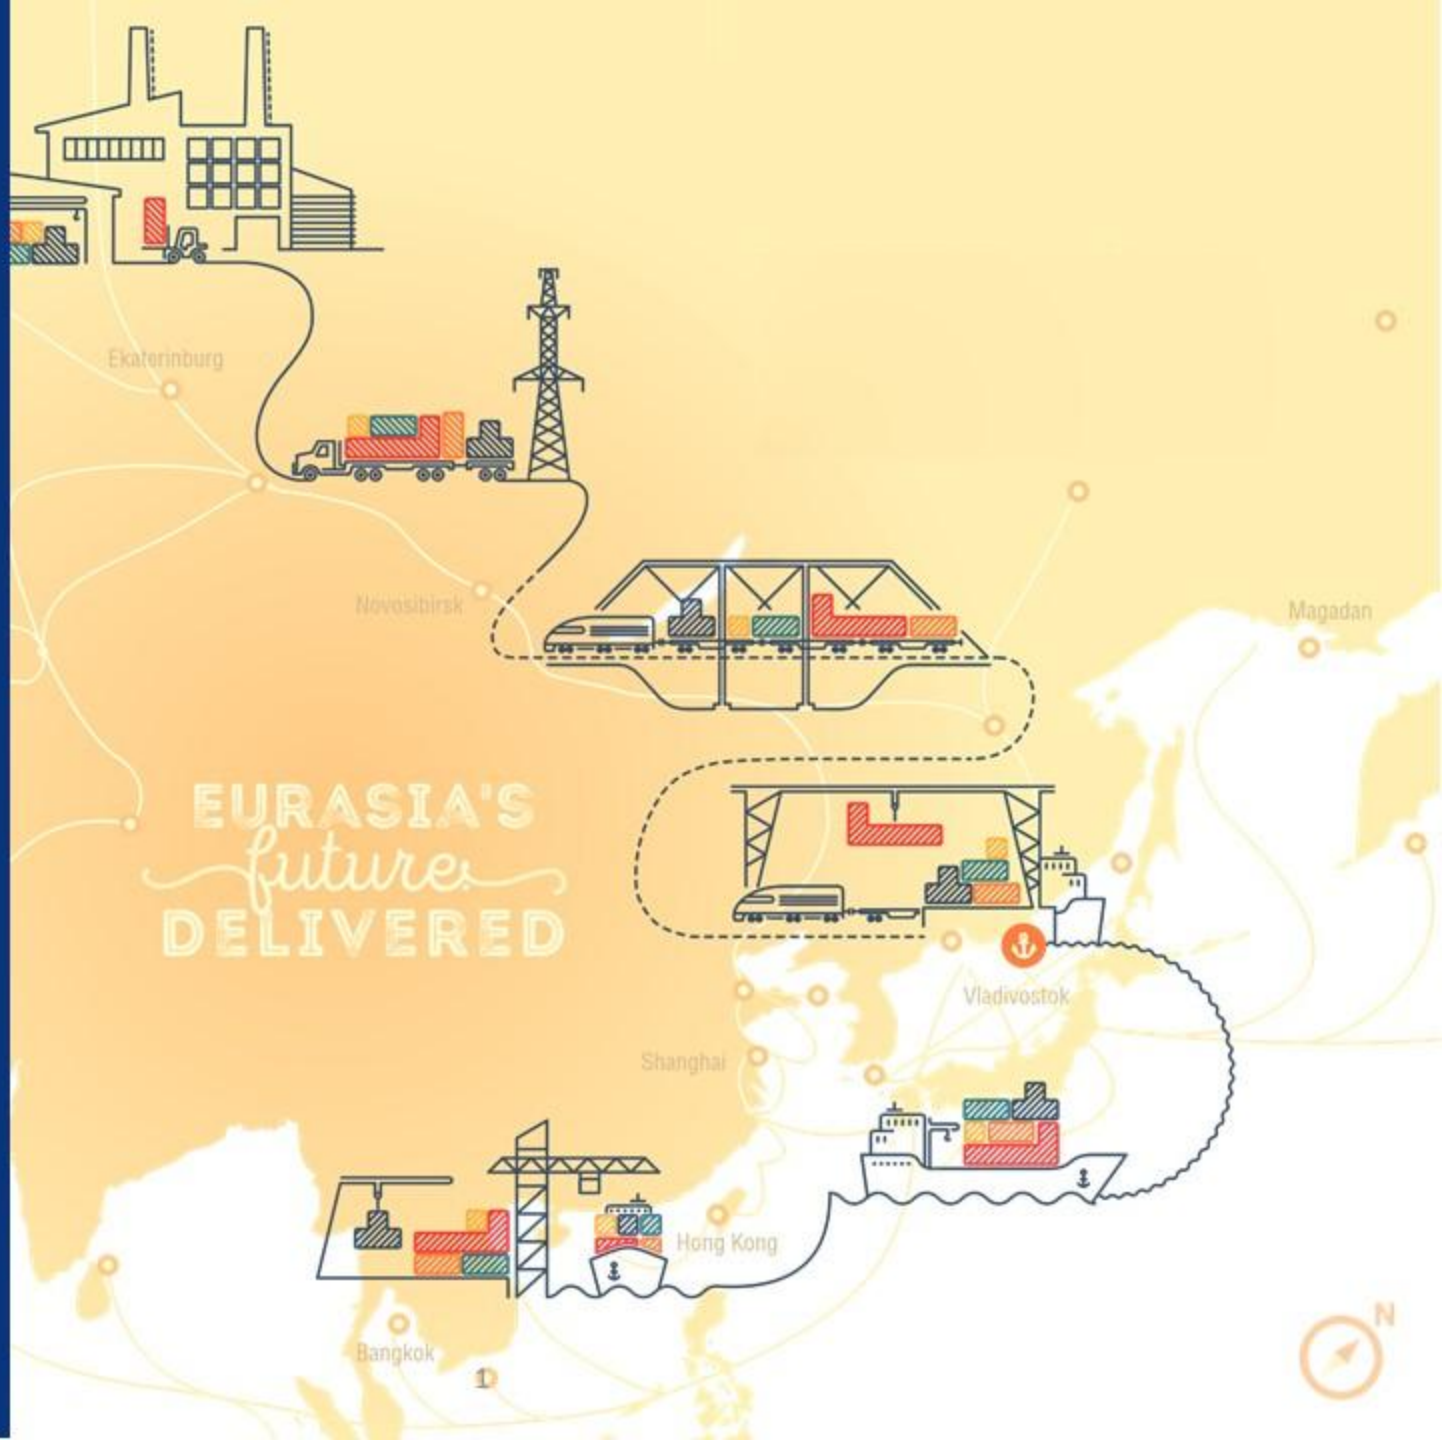 Ekaterinburg
Novosibirsk
Magadan
EURASIA'S
future
DELIVERED
Vladivostok
Shanghai
Hong Kong
Bangkok
1
N